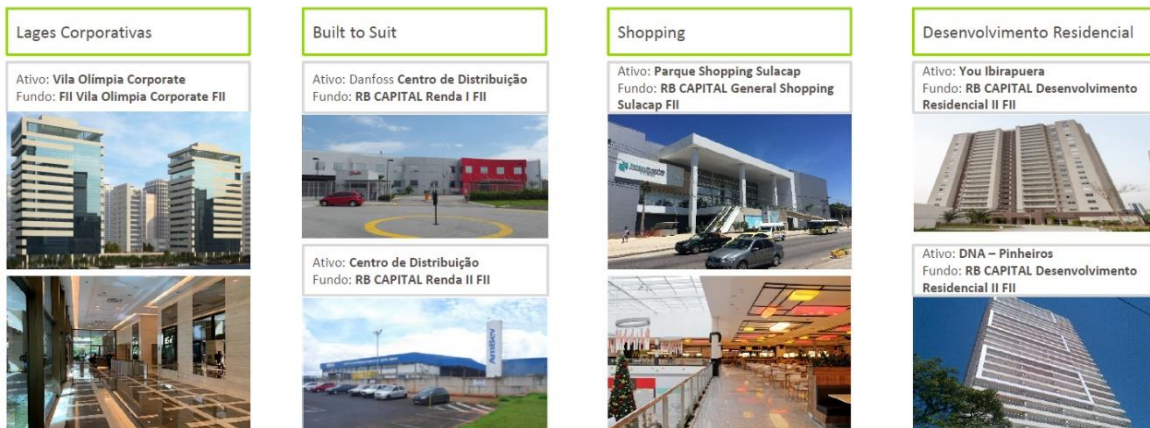 Lages Corporativas
Ativo: Vila Olímpia Corporate
Fundo: FII Vila Olimpia Corporate FII
Built to Suit
Ativo: Danfoss Centro de Distribuição
Fundo: RB CAPITAL Renda I FII
Ativo: Centro de Distribuição
Fundo: RB CAPITAL Renda II FII
AmBev
Shopping
Ativo: Parque Shopping Sulacap
Fundo: RB CAPITAL General Shopping
Sulacap FII
Desenvolvimento Residencial
Ativo: You Ibirapuera
Fundo: RB CAPITAL Desenvolvimento
Residencial II FII
Ativo: DNA – Pinheiros
Fundo: RB CAPITAL Desenvolvimento
Residencial II FII